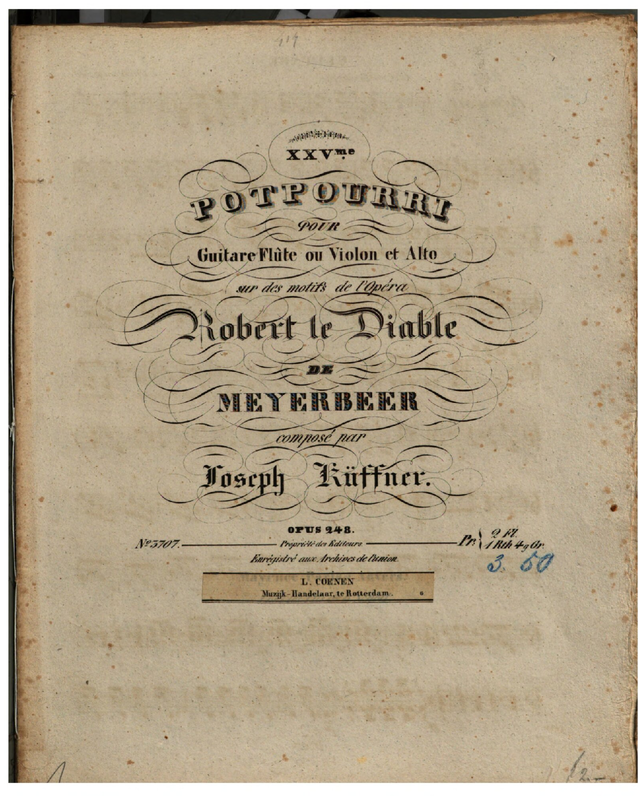 XXVme
POTPOURRI
POUR
Guitare Flûte ou Violon et Alto
sur des motifs de l'Opéra
Robert le Diable
DE
MEYERBEER
composé par
Joseph Küffner.
OPUS 248.
No 3707. Propriété des Editeurs. Pr. 2 Fl.
1 Rth 4 g Gr.
Enrégistré aux Archives de l'union.
3.50
L. COENEN
Muzijk-Handelaar, te Rotterdam.